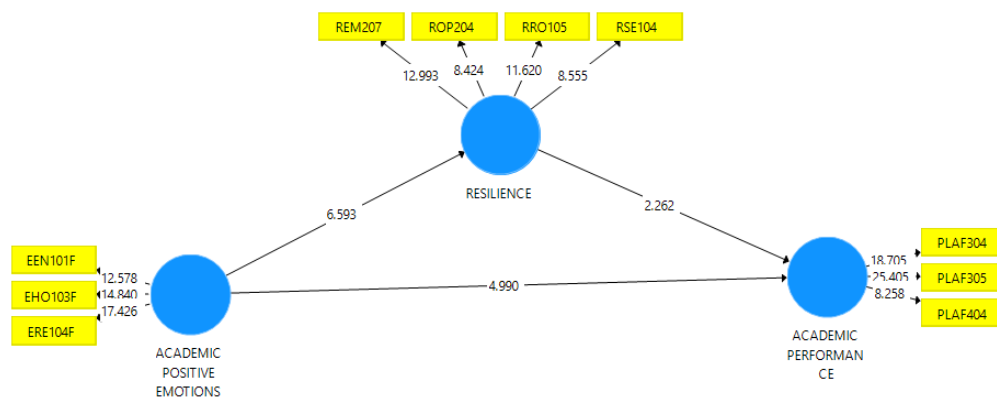 REM207 ROP204 RRO105 RSE104
12.993 8.424 11.620 8.555
RESILIENCE
6.593 2.262
EEN101F 12.578
EHO103F 14.840
ERE104F 17.426
4.990
18.705 PLAF304
25.405 PLAF305
8.258 PLAF404
ACADEMIC
POSITIVE
EMOTIONS
ACADEMIC
PERFORMAN
CE